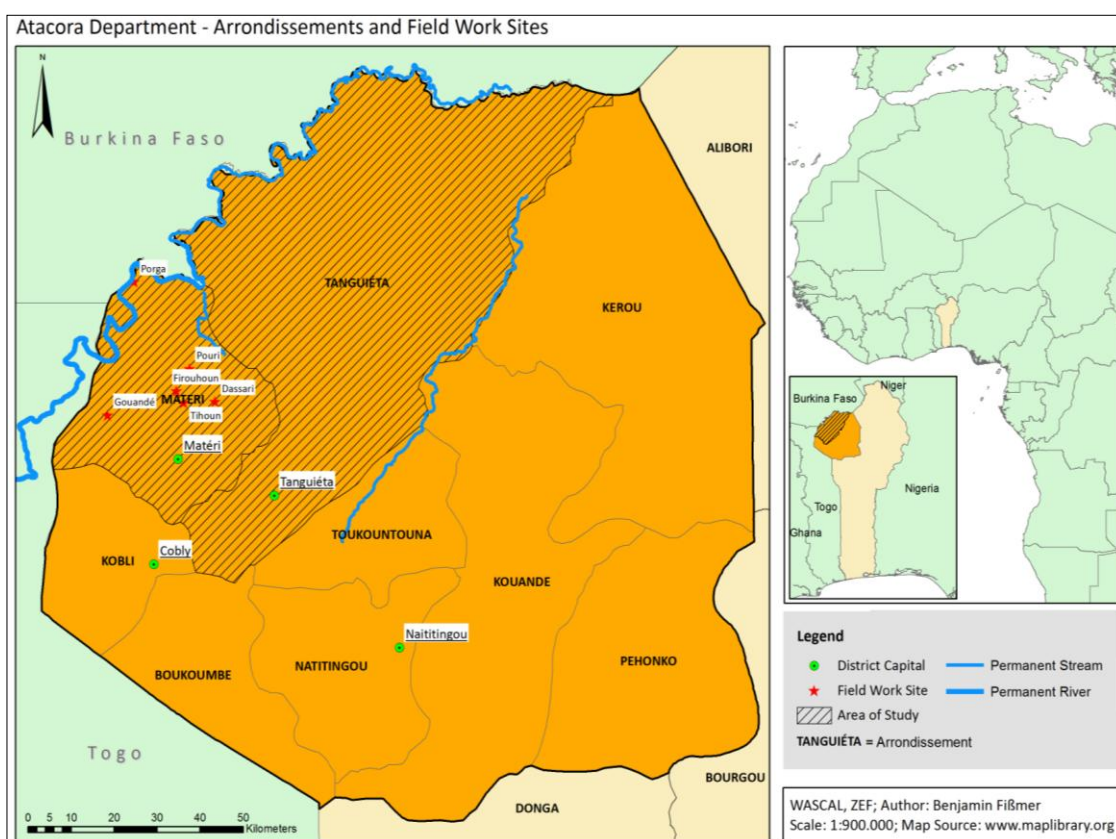 Atacora Department - Arrondissements and Field Work Sites
N
Burkina Faso
ALIBORI
Porga
TANGUIÉTA
KEROU
Pouri
Firouhoun
Dassari
Gouandé
MATERI
Tihoun
Matéri
Tanguiéta
TOUKOUNTOUNA
KOBLI
Cobly
KOUANDE
Naititingou
BOUKOUMBE
NATITINGOU
PEHONKO
Togo
BOURGOU
DONGA
0 5 10 20 30 40 50
Kilometers
Niger
Burkina Faso
Nigeria
Togo
Ghana
Legend
District Capital
Permanent Stream
Field Work Site
Permanent River
Area of Study
TANGUIÉTA = Arrondissement
WASCAL, ZEF; Author: Benjamin Fißmer
Scale: 1:900.000; Map Source: www.maplibrary.org